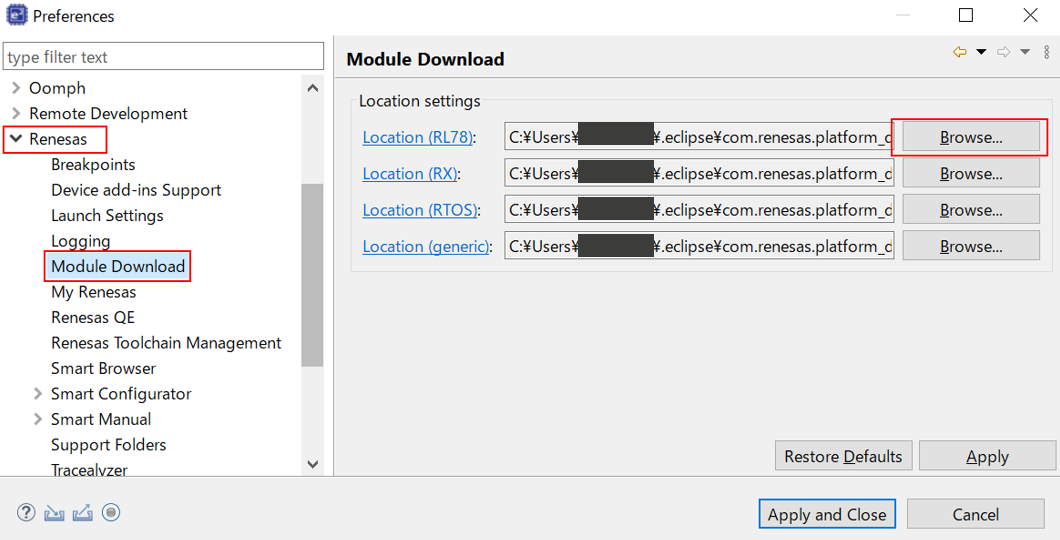 Preferences
type filter text
Oomph
Remote Development
Renesas
Breakpoints
Device add-ins Support
Launch Settings
Logging
Module Download
My Renesas
Renesas QE
Renesas Toolchain Management
Smart Browser
Smart Configurator
Smart Manual
Support Folders
Tracealyzer
Module Download
Location settings
Location (RL78): C:¥Users¥ ¥.eclipse¥com.renesas.platform_d Browse...
Location (RX): C:¥Users¥ ¥.eclipse¥com.renesas.platform_d Browse...
Location (RTOS): C:¥Users¥ ¥.eclipse¥com.renesas.platform_d Browse...
Location (generic): C:¥Users¥ ¥.eclipse¥com.renesas.platform_d Browse...
Restore Defaults Apply
Apply and Close Cancel